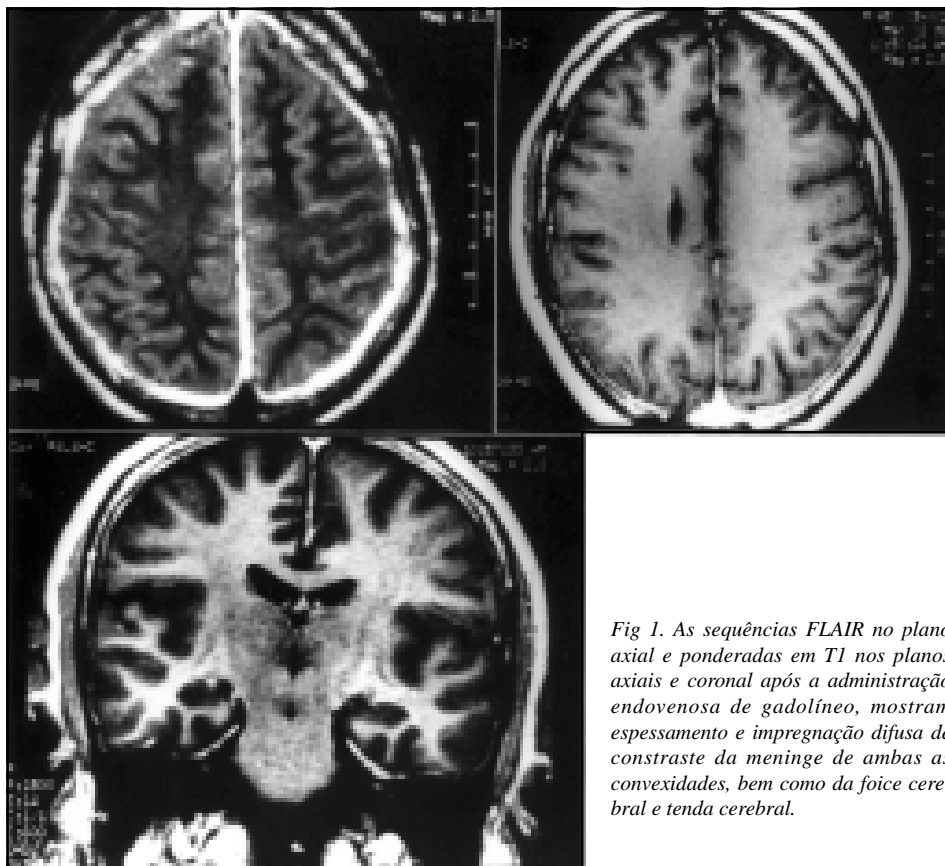 Fig 1. As sequências FLAIR no plano
axial e ponderadas em T1 nos planos
axiais e coronal após a administração
endovenosa de gadolíneo, mostram
espessamento e impregnação difusa de
constraste da meninge de ambas as
convexidades, bem como da foice cere-
bral e tenda cerebral.